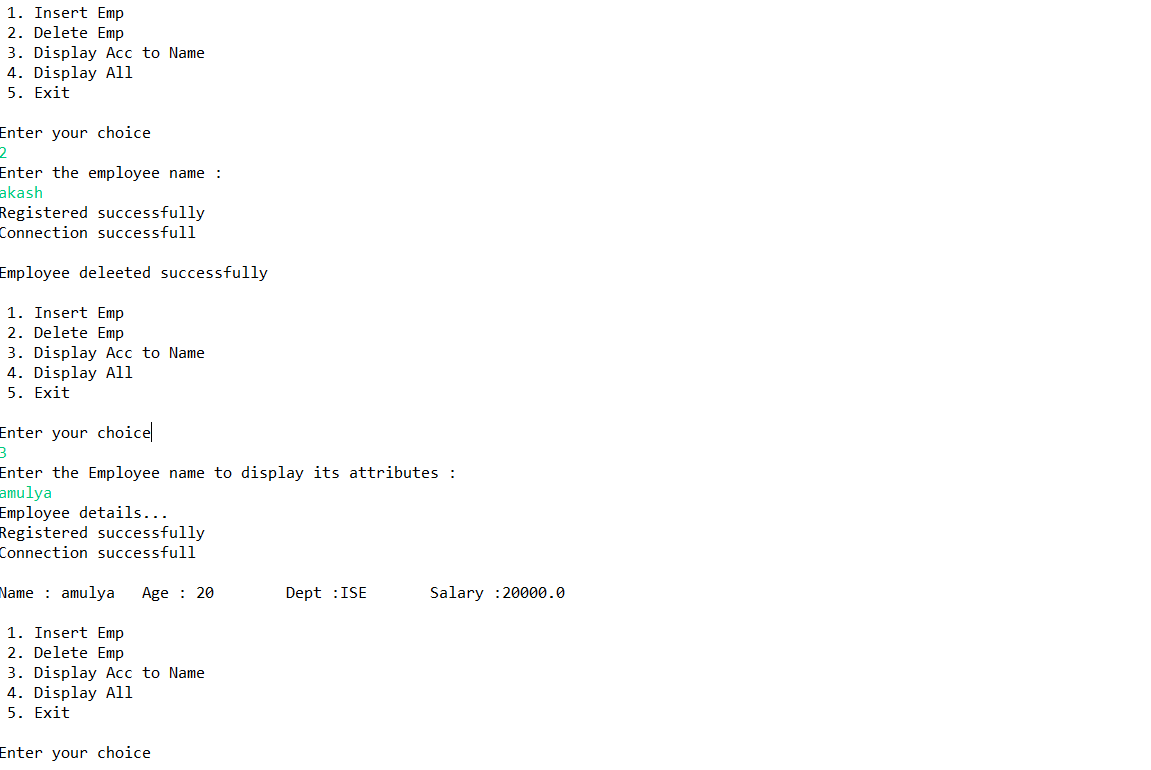 1. Insert Emp
2. Delete Emp
3. Display Acc to Name
4. Display All
5. Exit
Enter your choice
2
Enter the employee name :
akash
Registered successfully
Connection successfull
Employee deleeted successfully
1. Insert Emp
2. Delete Emp
3. Display Acc to Name
4. Display All
5. Exit
Enter your choice
3
Enter the Employee name to display its attributes :
amulya
Employee details...
Registered successfully
Connection successfull
Name : amulya   Age : 20        Dept :ISE       Salary :20000.0
1. Insert Emp
2. Delete Emp
3. Display Acc to Name
4. Display All
5. Exit
Enter your choice